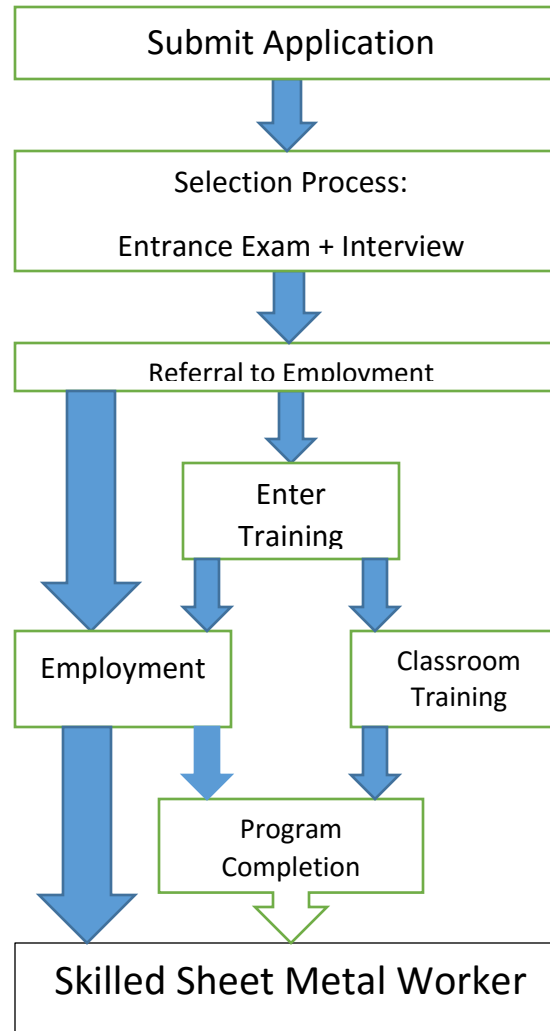 Submit Application
Selection Process:
Entrance Exam + Interview
Referral to Employment
Enter
Training
Employment
Classroom
Training
Program
Completion
Skilled Sheet Metal Worker